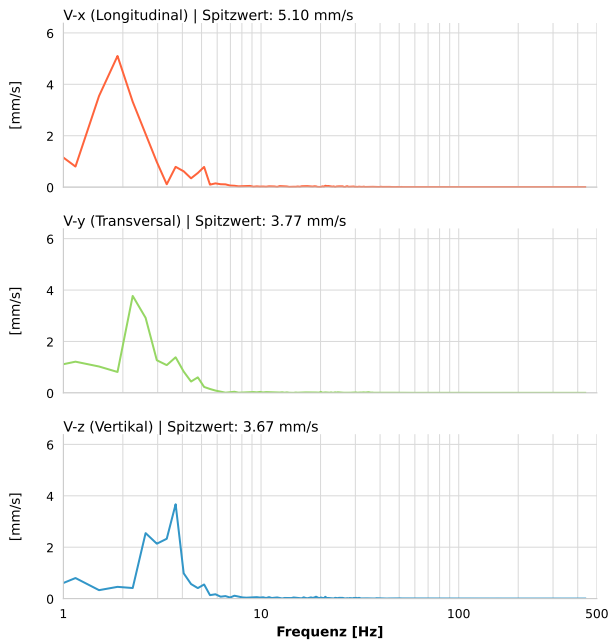 V-x (Longitudinal) | Spitzwert: 5.10 mm/s
6
4
2
0
[mm/s]
V-y (Transversal) | Spitzwert: 3.77 mm/s
6
4
2
0
[mm/s]
V-z (Vertikal) | Spitzwert: 3.67 mm/s
6
4
2
0
[mm/s]
1 10 100 500
Frequenz [Hz]